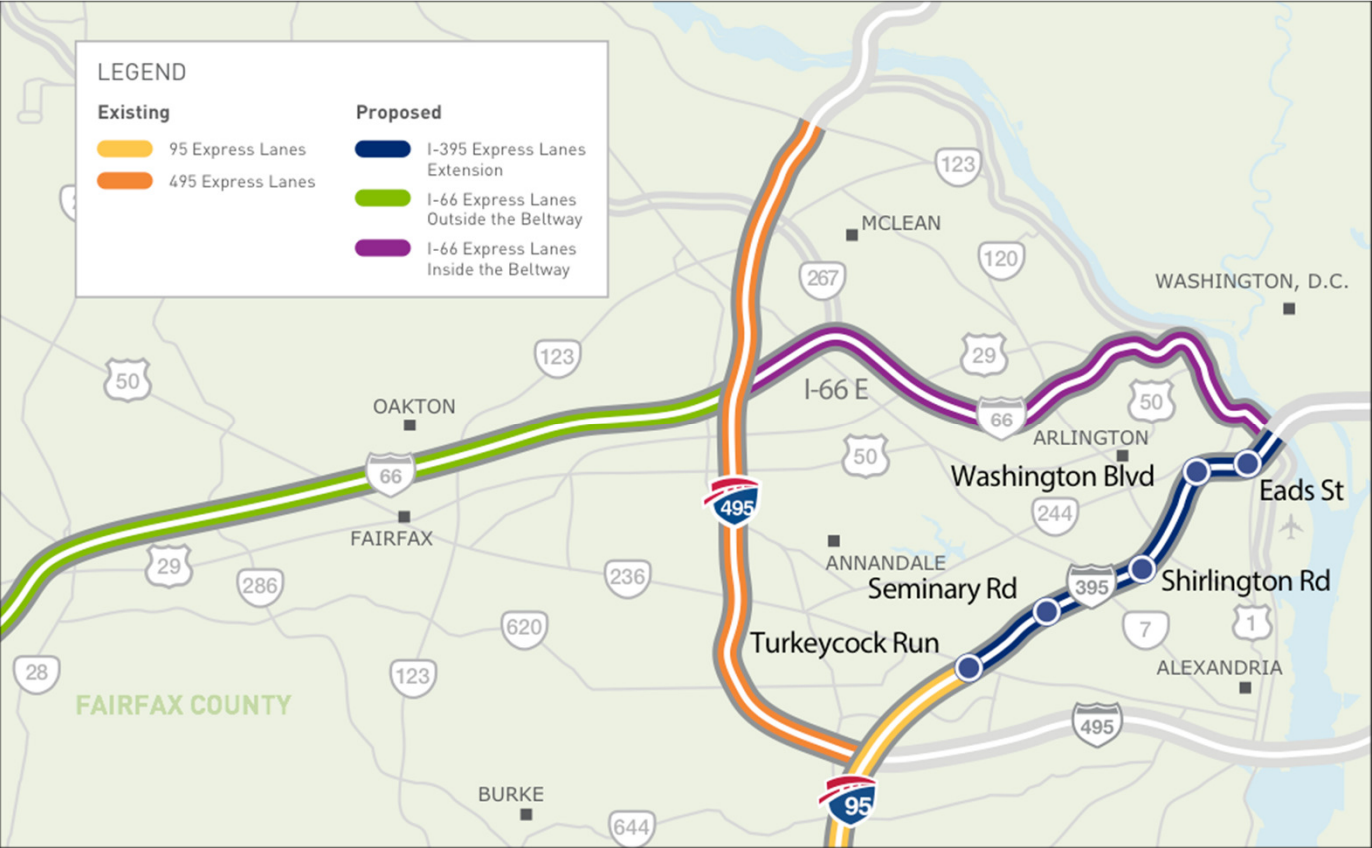 LEGEND
Existing
95 Express Lanes
495 Express Lanes
Proposed
I-395 Express Lanes
Extension
I-66 Express Lanes
Outside the Beltway
I-66 Express Lanes
Inside the Beltway
123
MCLEAN
120
267
WASHINGTON, D.C.
123
29
50
I-66 E
50
OAKTON
66
ARLINGTON
50
66
Washington Blvd
Eads St
495
244
FAIRFAX
ANNANDALE
29
286
236
Seminary Rd
395
Shirlington Rd
620
Turkeycock Run
7
1
28
123
ALEXANDRIA
FAIRFAX COUNTY
495
BURKE
95
644